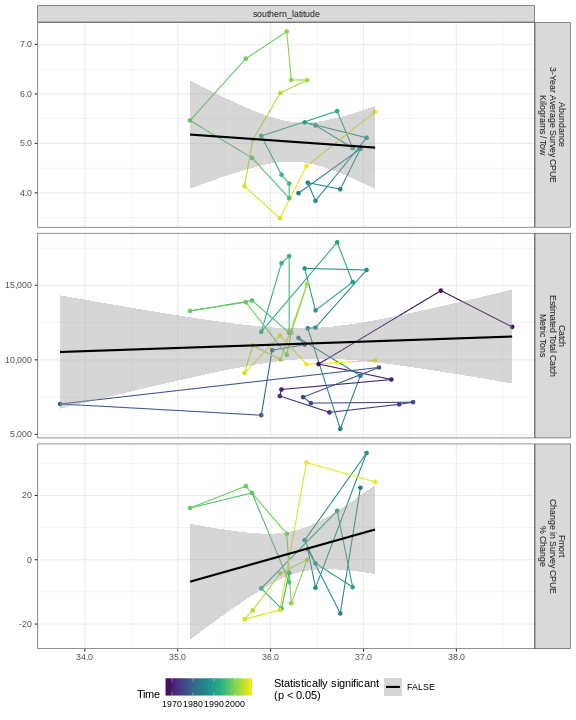 southern_latitude
7.0
6.0
5.0
4.0
Abundance
3-Year Average Survey CPUE
Kilograms / Tow
15,000
10,000
5,000
Catch
Estimated Total Catch
Metric Tons
20
0
-20
Fmort
Change in Survey CPUE
% Change
34.0 35.0 36.0 37.0 38.0
Time
1970 1980 1990 2000
Statistically significant
(p < 0.05)
FALSE